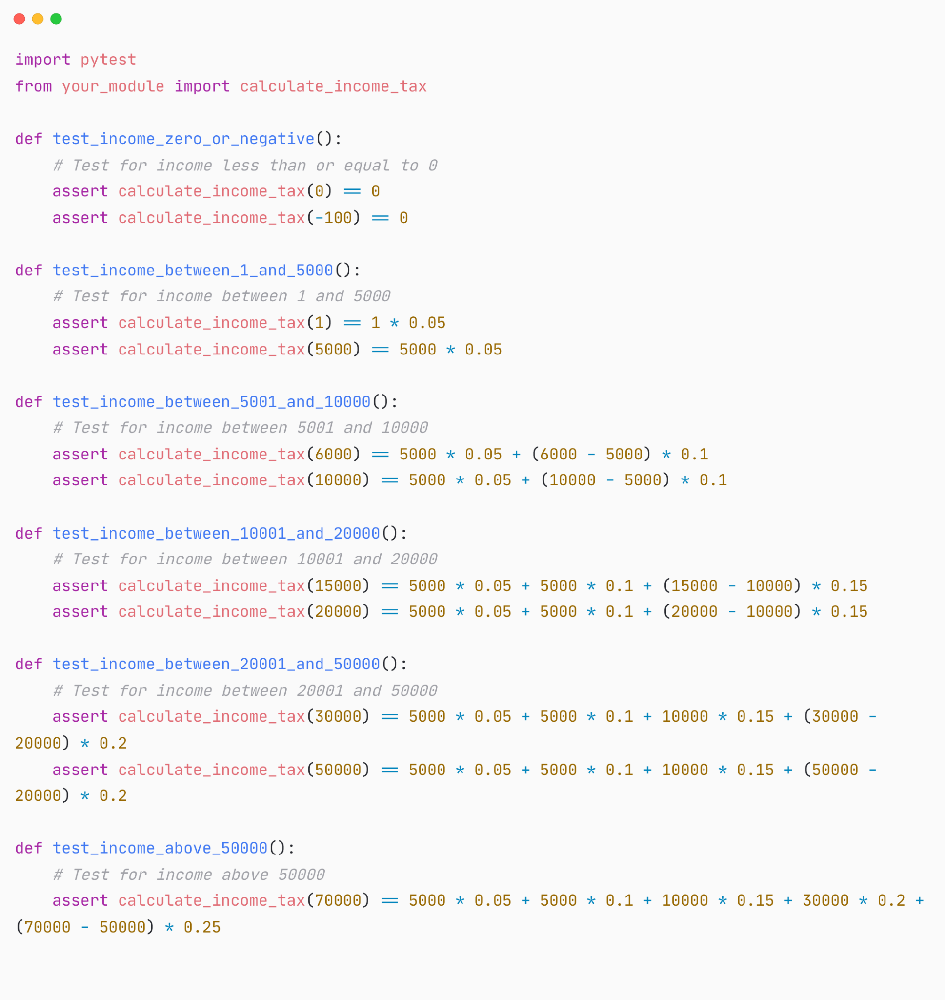 import pytest
from your_module import calculate_income_tax

def test_income_zero_or_negative():
    # Test for income less than or equal to 0
    assert calculate_income_tax(0) == 0
    assert calculate_income_tax(-100) == 0

def test_income_between_1_and_5000():
    # Test for income between 1 and 5000
    assert calculate_income_tax(1) == 1 * 0.05
    assert calculate_income_tax(5000) == 5000 * 0.05

def test_income_between_5001_and_10000():
    # Test for income between 5001 and 10000
    assert calculate_income_tax(6000) == 5000 * 0.05 + (6000 - 5000) * 0.1
    assert calculate_income_tax(10000) == 5000 * 0.05 + (10000 - 5000) * 0.1

def test_income_between_10001_and_20000():
    # Test for income between 10001 and 20000
    assert calculate_income_tax(15000) == 5000 * 0.05 + 5000 * 0.1 + (15000 - 10000) * 0.15
    assert calculate_income_tax(20000) == 5000 * 0.05 + 5000 * 0.1 + (20000 - 10000) * 0.15

def test_income_between_20001_and_50000():
    # Test for income between 20001 and 50000
    assert calculate_income_tax(30000) == 5000 * 0.05 + 5000 * 0.1 + 10000 * 0.15 + (30000 -
20000) * 0.2
    assert calculate_income_tax(50000) == 5000 * 0.05 + 5000 * 0.1 + 10000 * 0.15 + (50000 -
20000) * 0.2

def test_income_above_50000():
    # Test for income above 50000
    assert calculate_income_tax(70000) == 5000 * 0.05 + 5000 * 0.1 + 10000 * 0.15 + 30000 * 0.2 +
(70000 - 50000) * 0.25